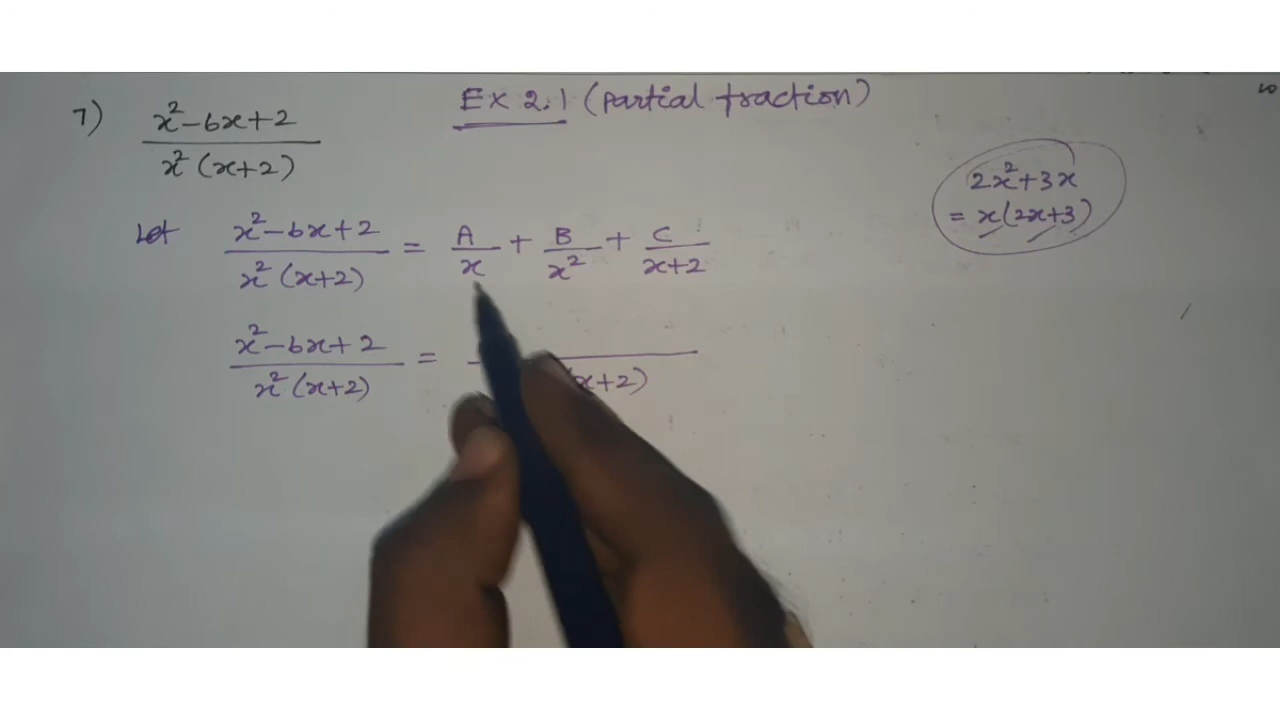 Ex 2.1 (Partial fraction)
7) x²-6x+2 / x²(x+2)
2x²+3x
= x(2x+3)
Let x²-6x+2 / x²(x+2) = A/x + B/x² + C/x+2
x²-6x+2 / x²(x+2) = (x+2)